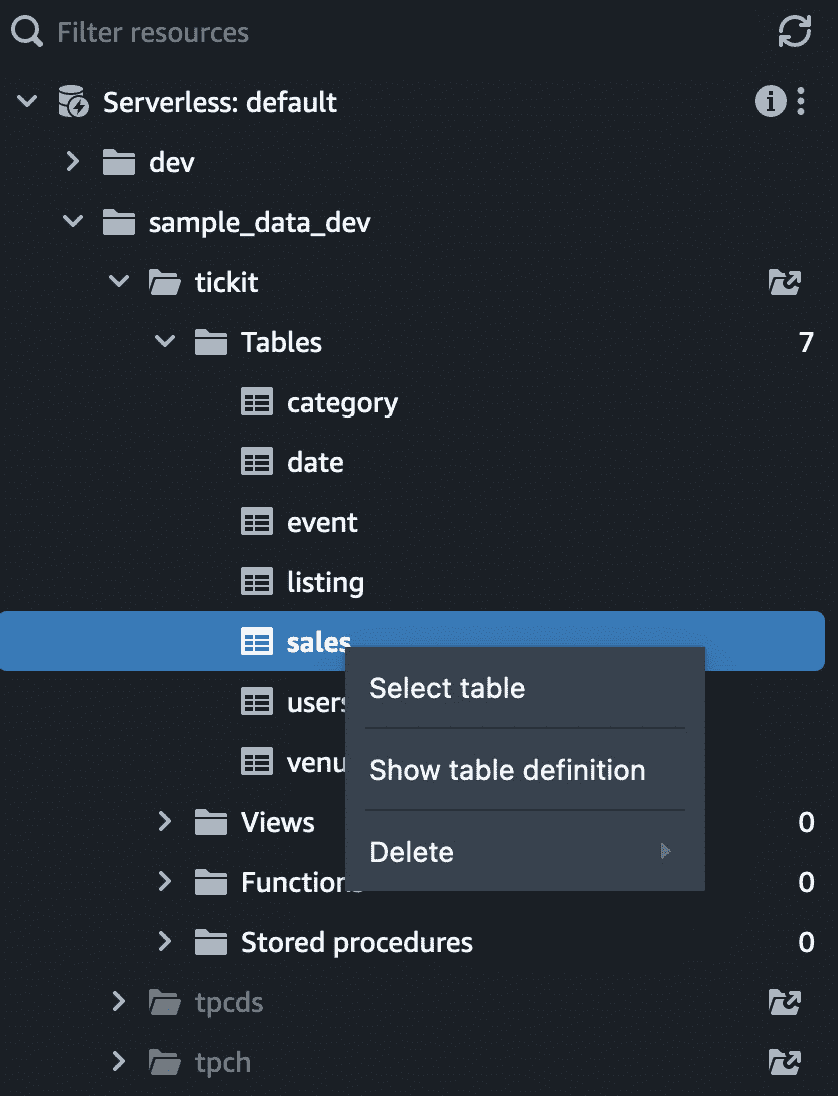 Filter resources
Serverless: default
dev
sample_data_dev
tickit
Tables 7
category
date
event
listing
sales
Select table
users
Show table definition
Views 0
Delete
Functions 0
Stored procedures 0
tpcds
tpch